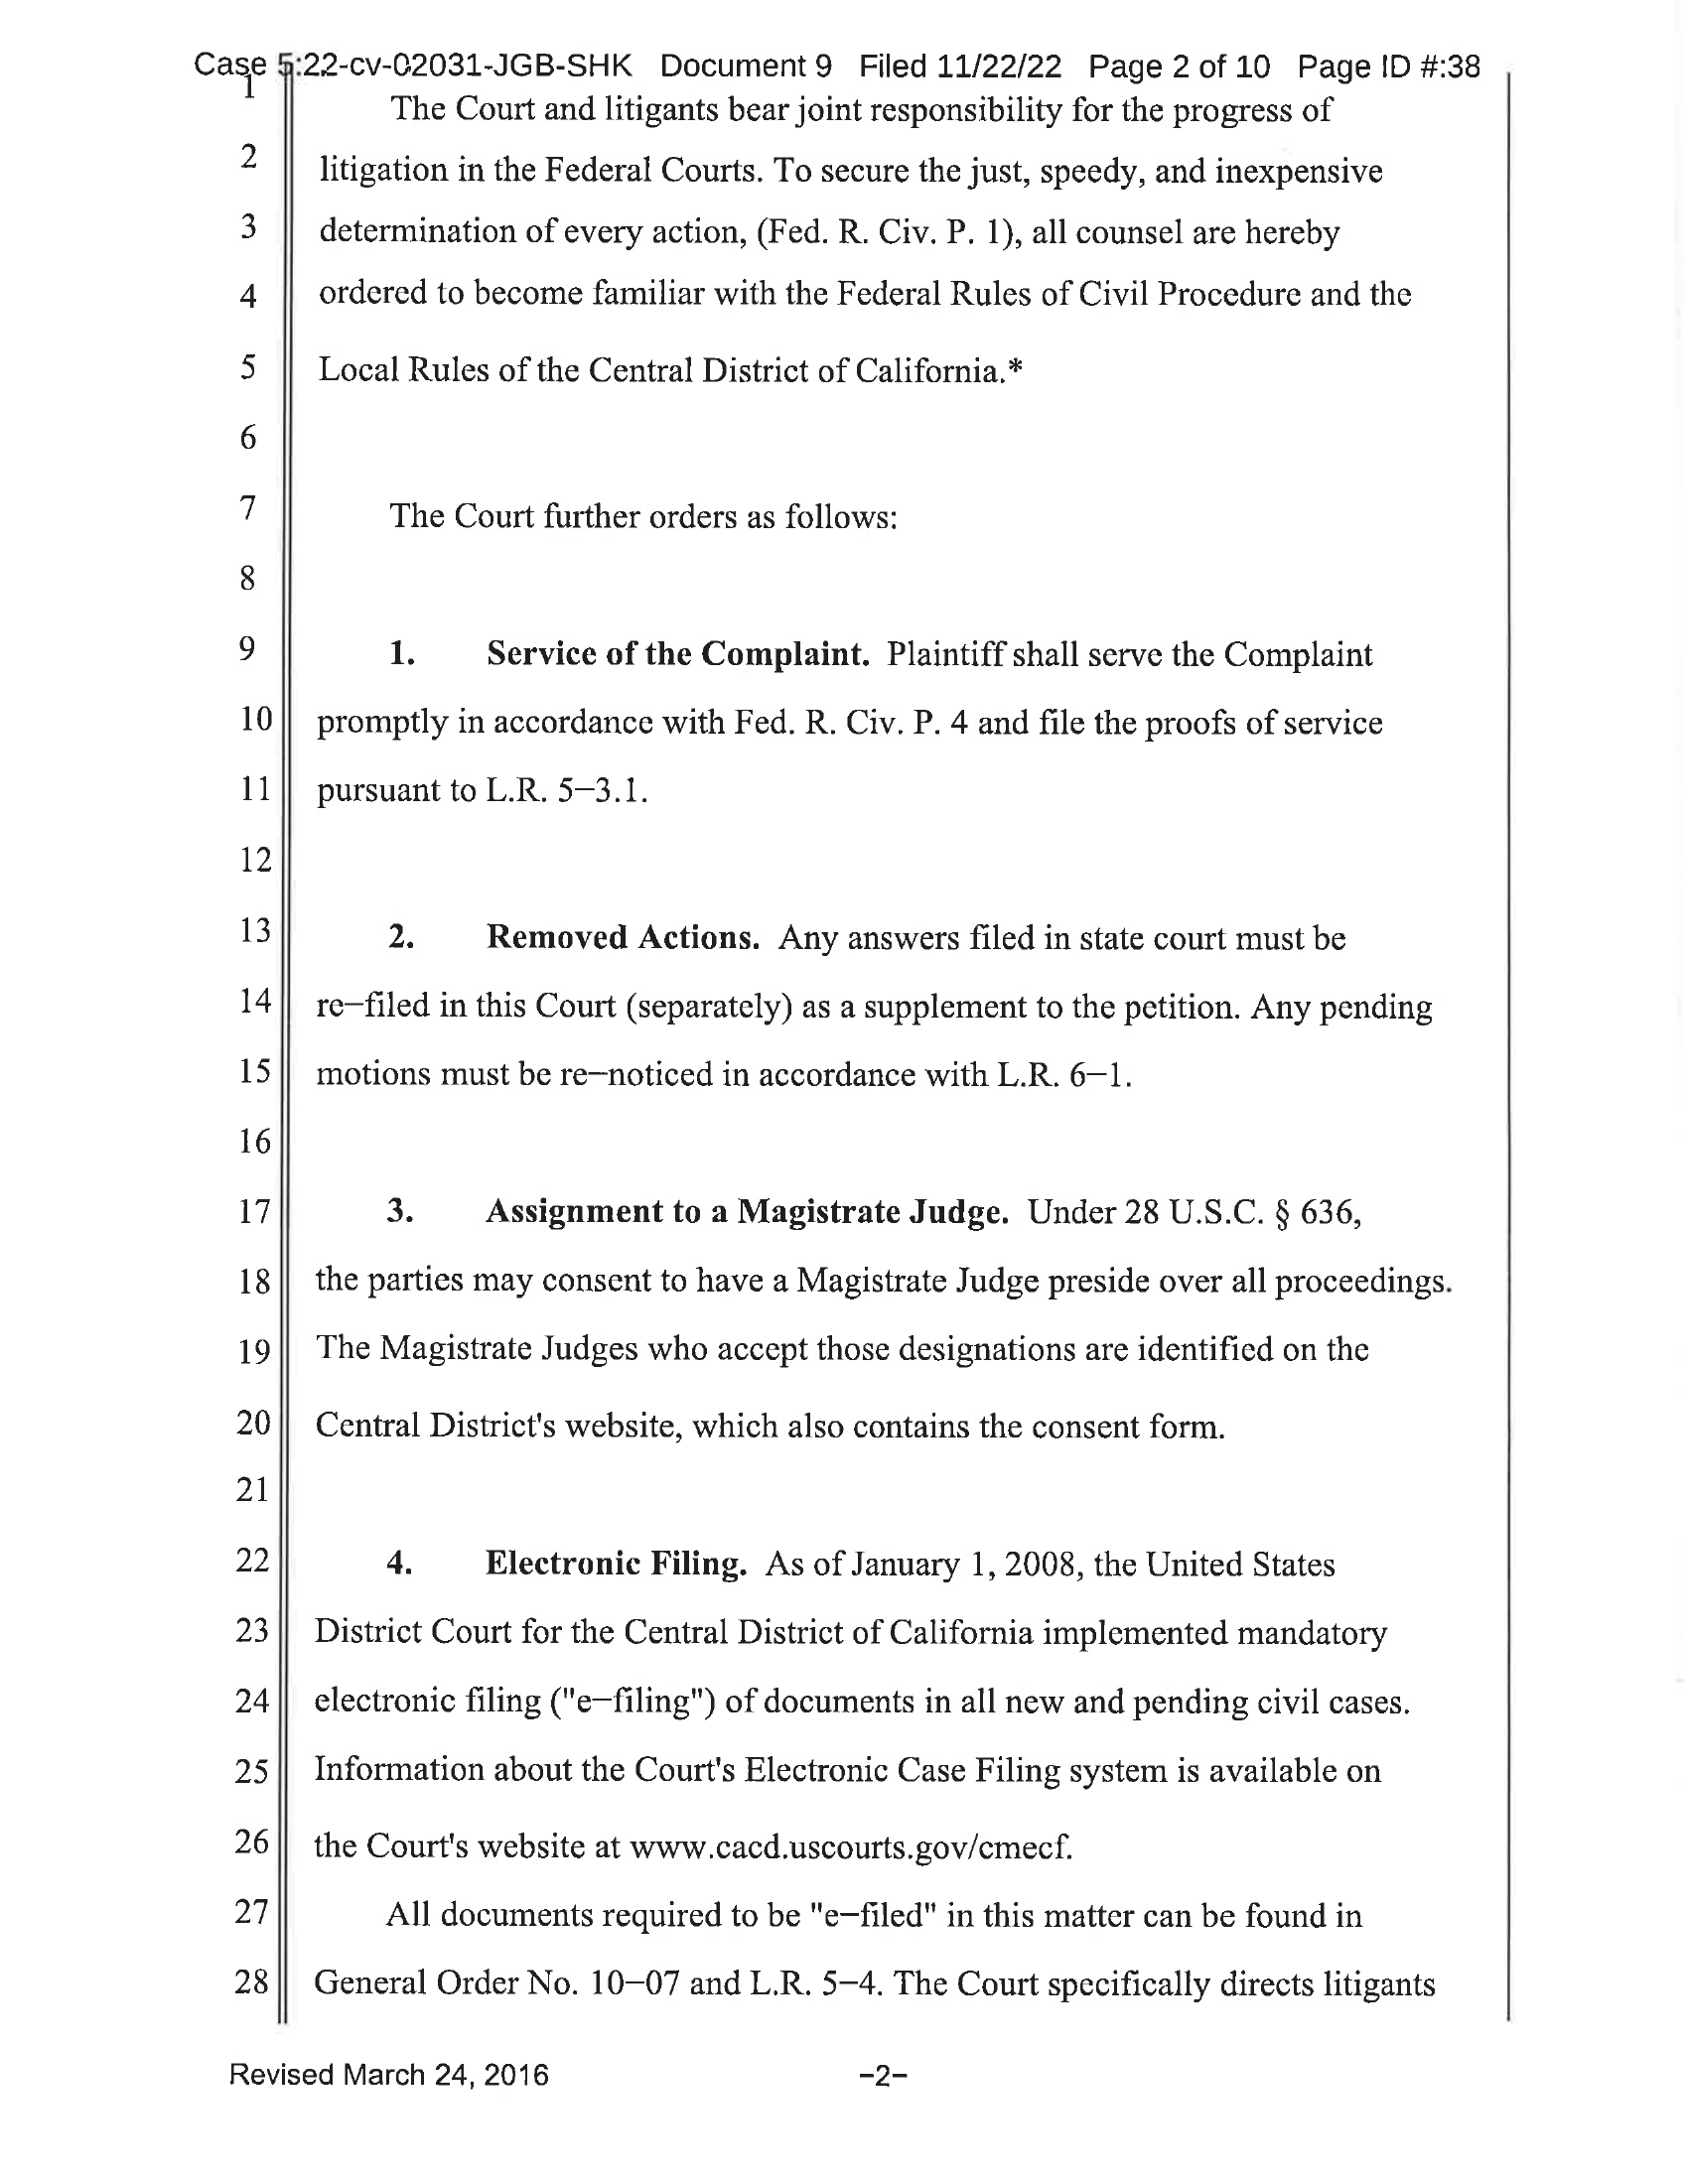 Case 5:22-cv-02031-JGB-SHK Document 9 Filed 11/22/22 Page 2 of 10 Page ID #:38
1 The Court and litigants bear joint responsibility for the progress of
2 litigation in the Federal Courts. To secure the just, speedy, and inexpensive
3 determination of every action, (Fed. R. Civ. P. 1), all counsel are hereby
4 ordered to become familiar with the Federal Rules of Civil Procedure and the
5 Local Rules of the Central District of California.*
6
7 The Court further orders as follows:
8
9 1. Service of the Complaint. Plaintiff shall serve the Complaint
10 promptly in accordance with Fed. R. Civ. P. 4 and file the proofs of service
11 pursuant to L.R. 5–3.1.
12
13 2. Removed Actions. Any answers filed in state court must be
14 re–filed in this Court (separately) as a supplement to the petition. Any pending
15 motions must be re–noticed in accordance with L.R. 6–1.
16
17 3. Assignment to a Magistrate Judge. Under 28 U.S.C. § 636,
18 the parties may consent to have a Magistrate Judge preside over all proceedings.
19 The Magistrate Judges who accept those designations are identified on the
20 Central District's website, which also contains the consent form.
21
22 4. Electronic Filing. As of January 1, 2008, the United States
23 District Court for the Central District of California implemented mandatory
24 electronic filing ("e–filing") of documents in all new and pending civil cases.
25 Information about the Court's Electronic Case Filing system is available on
26 the Court's website at www.cacd.uscourts.gov/cmecf.
27 All documents required to be "e–filed" in this matter can be found in
28 General Order No. 10–07 and L.R. 5–4. The Court specifically directs litigants
Revised March 24, 2016 –2–